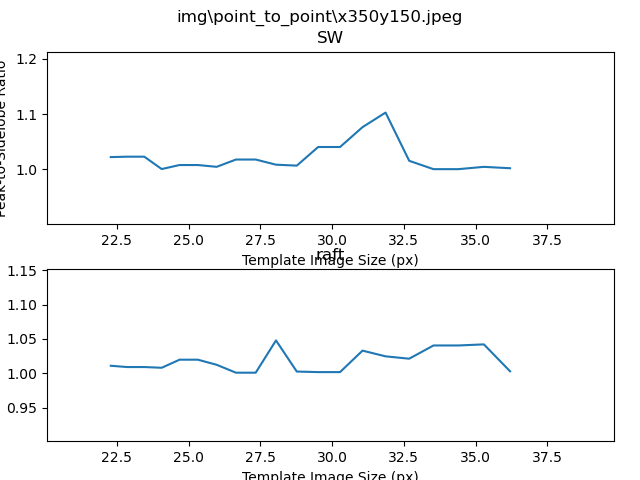 img\point_to_point\x350y150.jpeg
SW
1.2
1.1
1.0
Peak-to-Sidelobe Ratio
22.5 25.0 27.5 30.0 32.5 35.0 37.5
Template Image Size (px)
raft
1.15
1.10
1.05
1.00
0.95
22.5 25.0 27.5 30.0 32.5 35.0 37.5
Template Image Size (px)